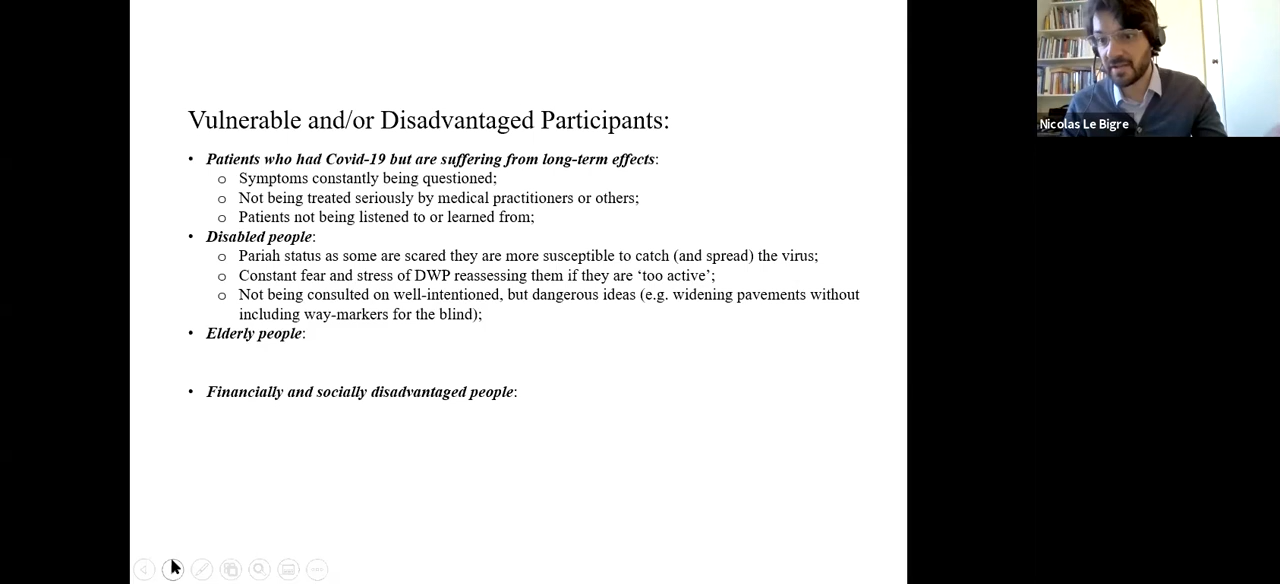 Vulnerable and/or Disadvantaged Participants:
• Patients who had Covid-19 but are suffering from long-term effects:
o Symptoms constantly being questioned;
o Not being treated seriously by medical practitioners or others;
o Patients not being listened to or learned from;
• Disabled people:
o Pariah status as some are scared they are more susceptible to catch (and spread) the virus;
o Constant fear and stress of DWP reassessing them if they are ‘too active’;
o Not being consulted on well-intentioned, but dangerous ideas (e.g. widening pavements without
including way-markers for the blind);
• Elderly people:
• Financially and socially disadvantaged people:
Nicolas Le Bigre